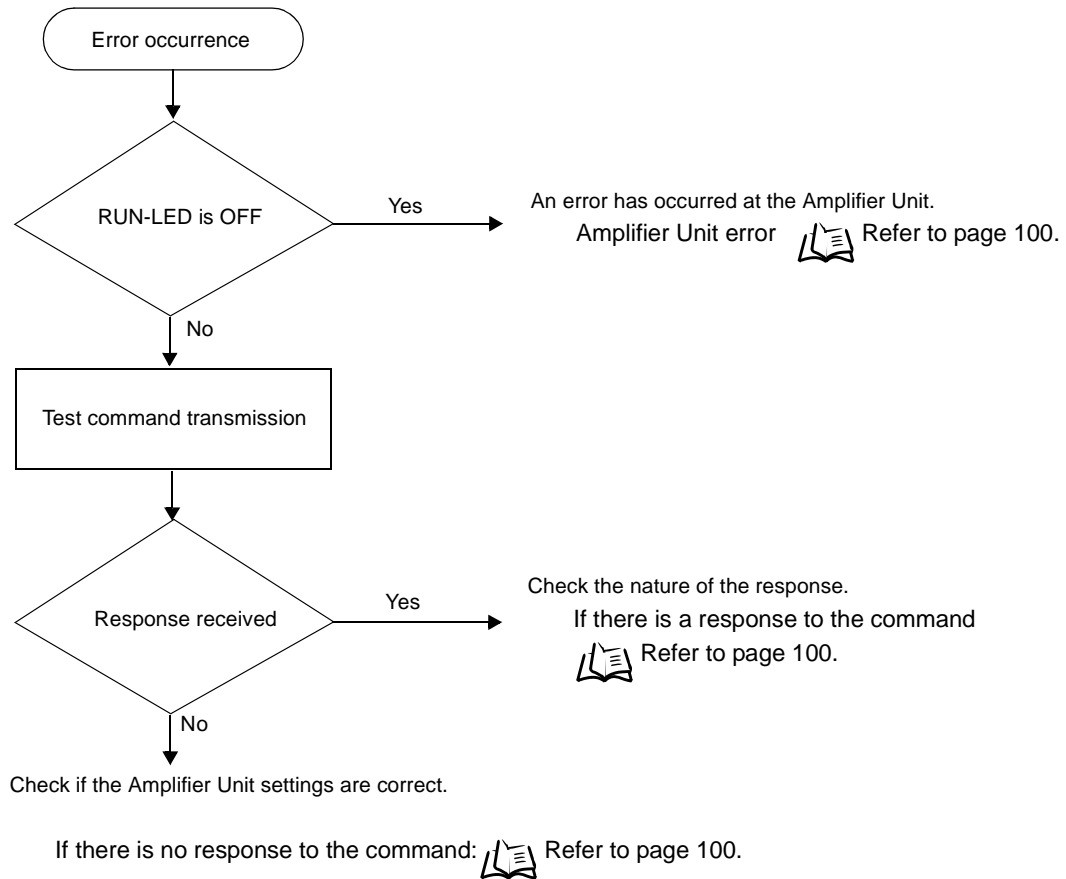 Error occurrence
RUN-LED is OFF
Yes
An error has occurred at the Amplifier Unit.
Amplifier Unit error Refer to page 100.
No
Test command transmission
Response received
Yes
Check the nature of the response.
If there is a response to the command
Refer to page 100.
No
Check if the Amplifier Unit settings are correct.
If there is no response to the command: Refer to page 100.